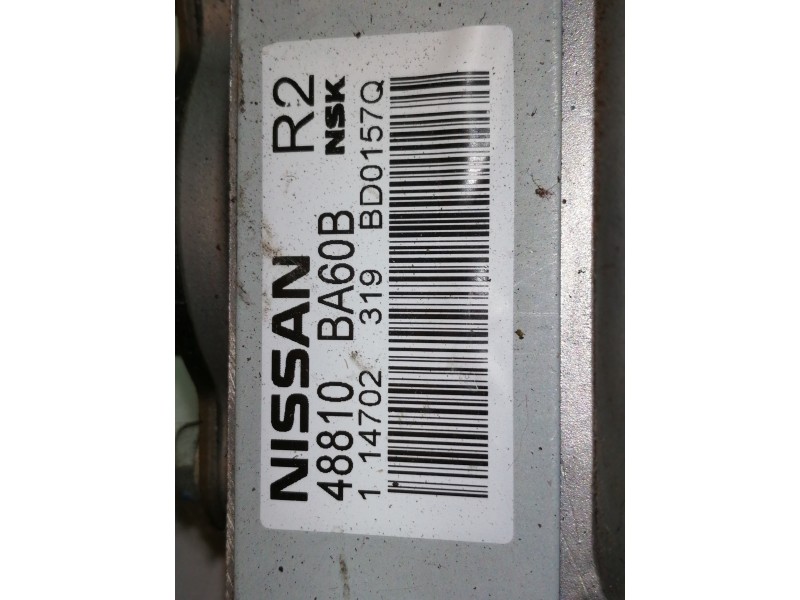 NISSAN R2
48810 BA60B NSK
1 14702 319 BD0157Q